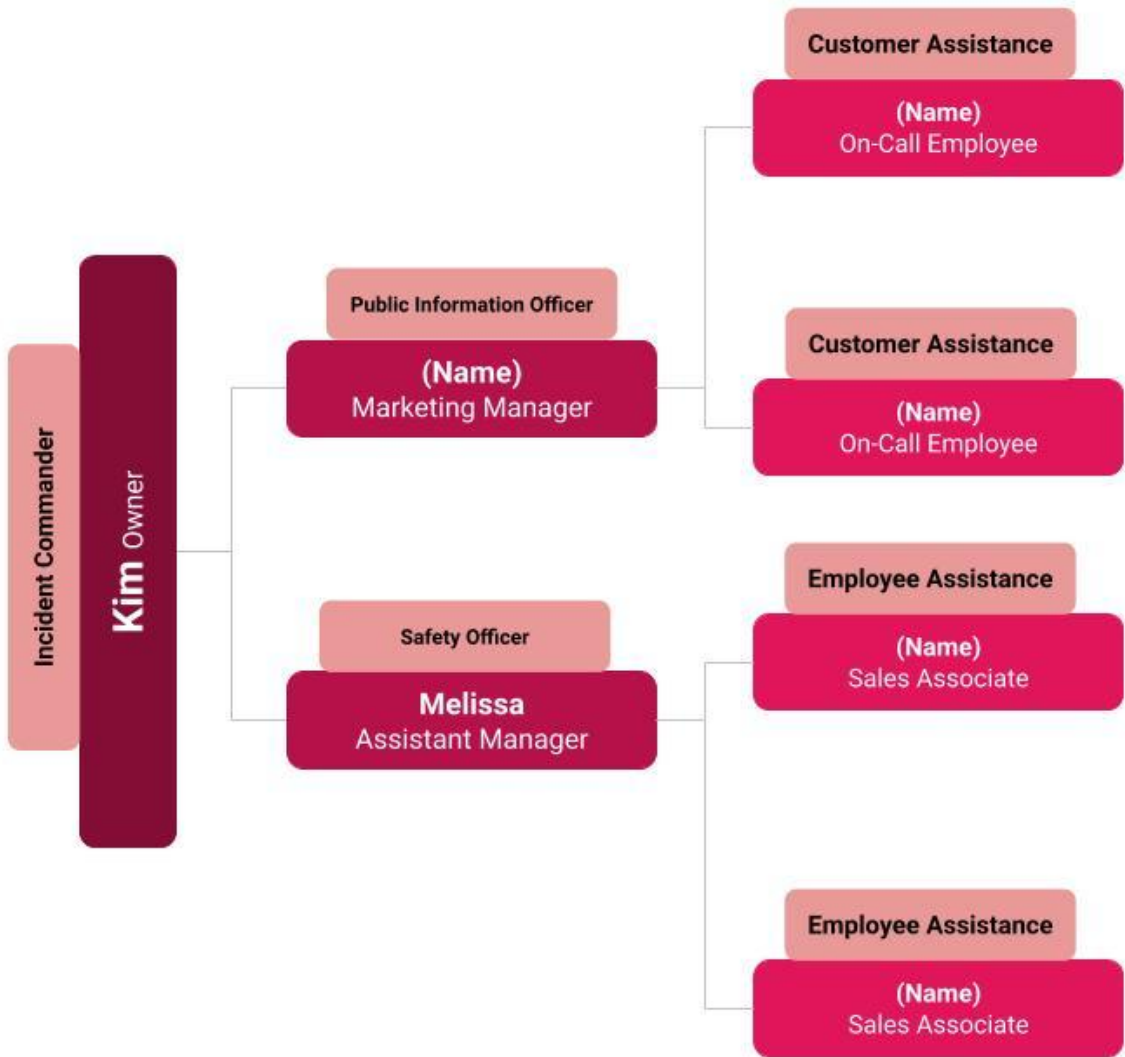 Incident Commander
Kim Owner
Public Information Officer
(Name)
Marketing Manager
Customer Assistance
(Name)
On-Call Employee
Customer Assistance
(Name)
On-Call Employee
Safety Officer
Melissa
Assistant Manager
Employee Assistance
(Name)
Sales Associate
Employee Assistance
(Name)
Sales Associate